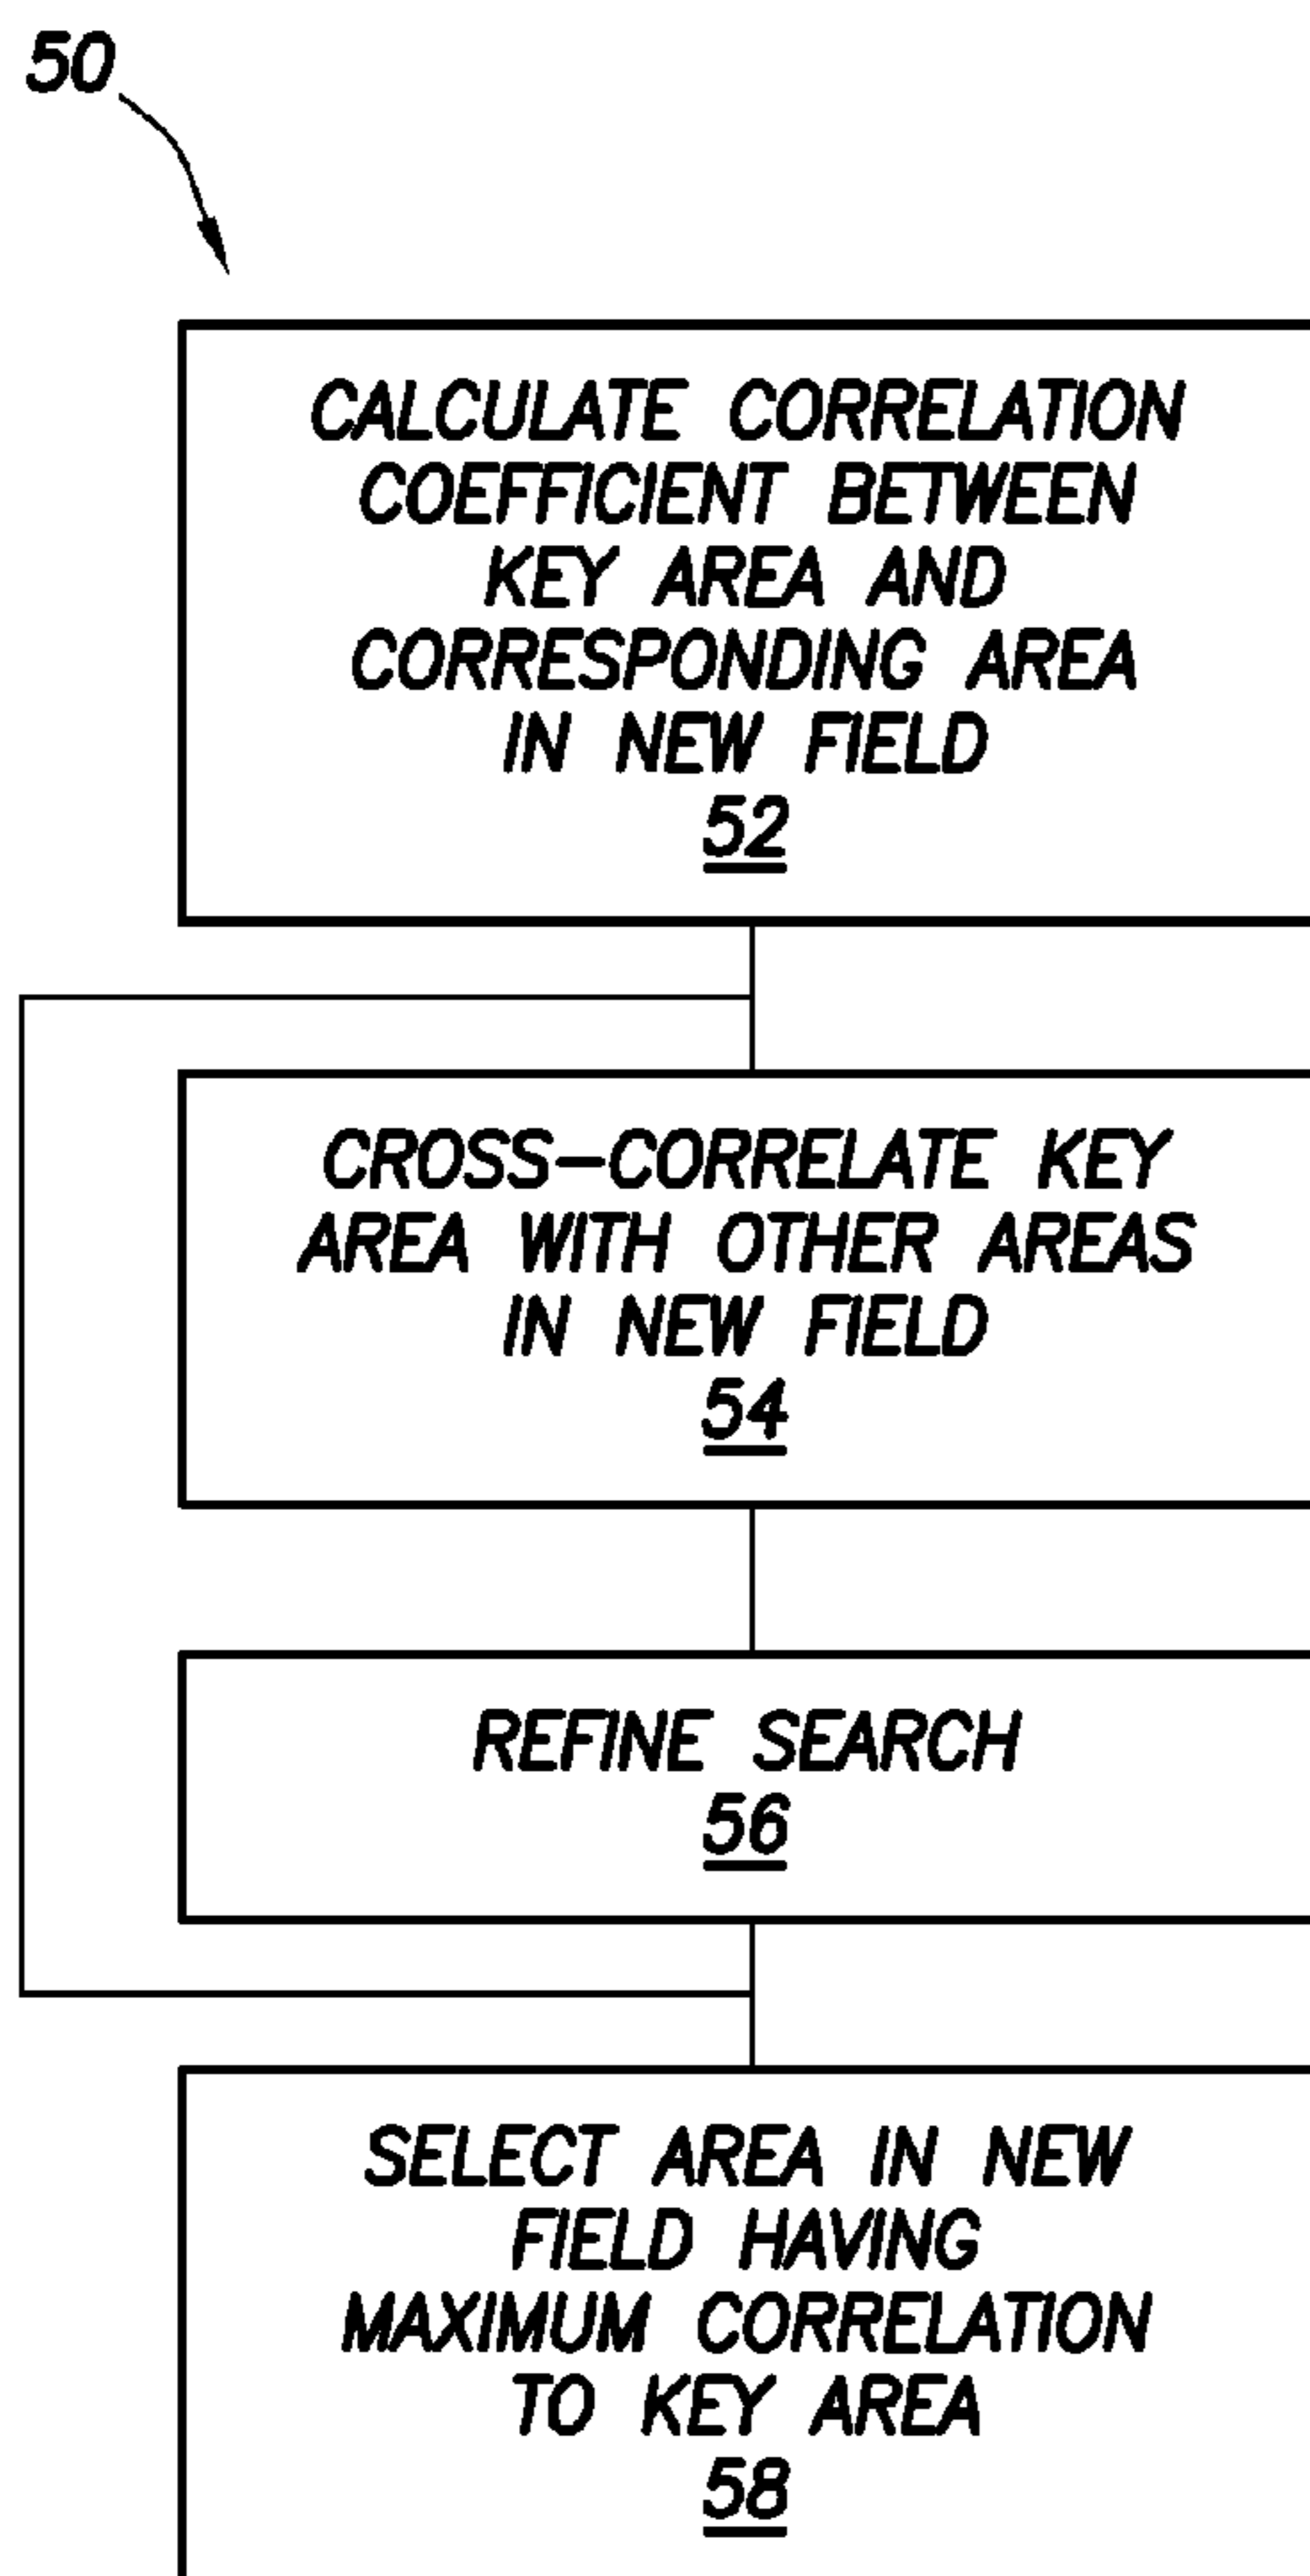 50
CALCULATE CORRELATION
COEFFICIENT BETWEEN
KEY AREA AND
CORRESPONDING AREA
IN NEW FIELD
52
CROSS-CORRELATE KEY
AREA WITH OTHER AREAS
IN NEW FIELD
54
REFINE SEARCH
56
SELECT AREA IN NEW
FIELD HAVING
MAXIMUM CORRELATION
TO KEY AREA
58